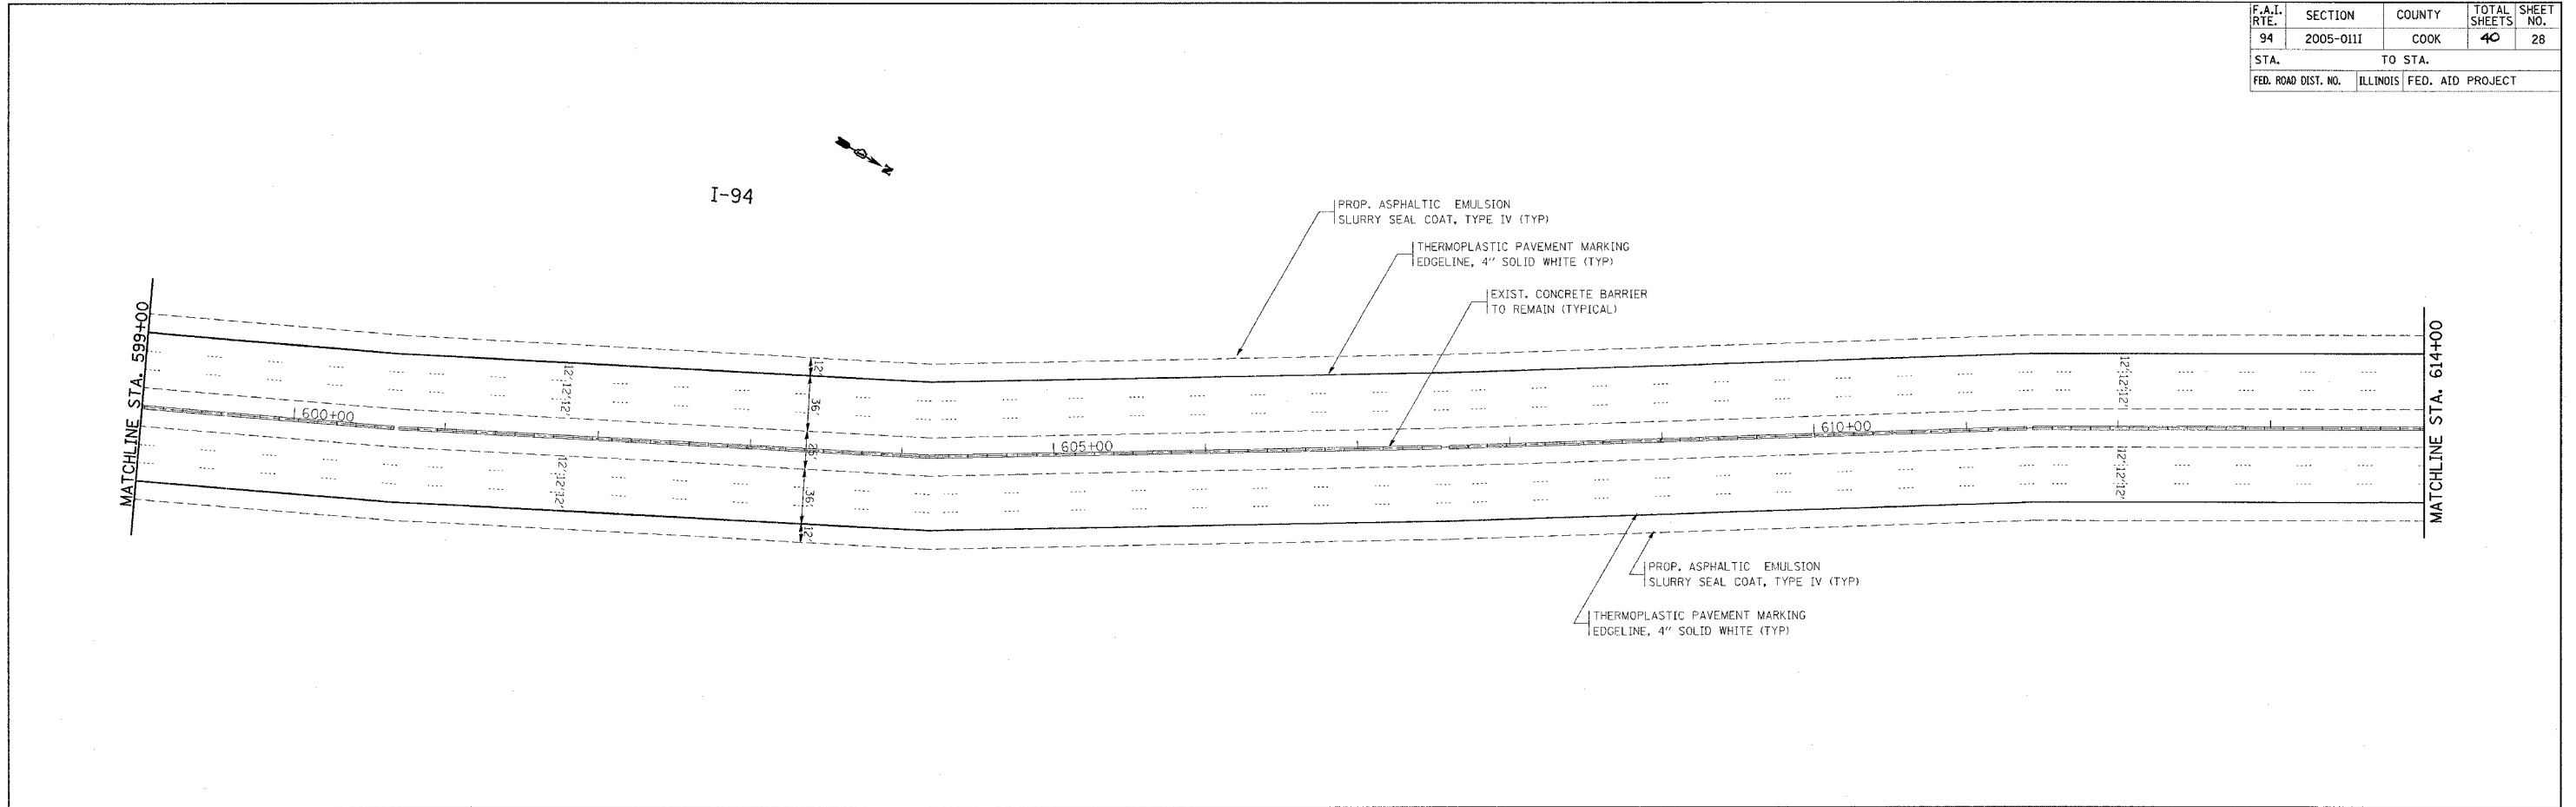 F.A.I. RTE. SECTION COUNTY TOTAL SHEETS SHEET NO.
94 2005-011I COOK 40 28
STA. TO STA.
FED. ROAD DIST. NO. ILLINOIS FED. AID PROJECT
N
I-94
PROP. ASPHALTIC EMULSION
SLURRY SEAL COAT, TYPE IV (TYP)
THERMOPLASTIC PAVEMENT MARKING
EDGELINE, 4" SOLID WHITE (TYP)
EXIST. CONCRETE BARRIER
TO REMAIN (TYPICAL)
MATCHLINE STA. 599+00
MATCHLINE STA. 614+00
12'
12' 12' 12'
36'
12' 12' 12'
600+00
605+00
610+00
12' 12' 12'
36'
12'
12' 12' 12'
PROP. ASPHALTIC EMULSION
SLURRY SEAL COAT, TYPE IV (TYP)
THERMOPLASTIC PAVEMENT MARKING
EDGELINE, 4" SOLID WHITE (TYP)